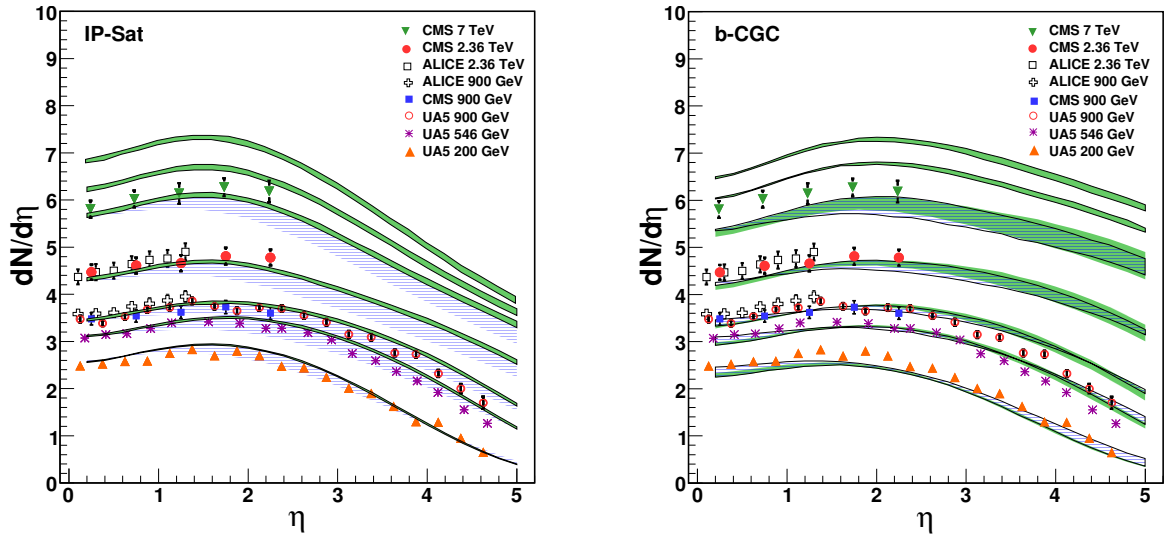 IP-Sat
CMS 7 TeV
CMS 2.36 TeV
ALICE 2.36 TeV
ALICE 900 GeV
CMS 900 GeV
UA5 900 GeV
UA5 546 GeV
UA5 200 GeV
dN/dη
10
9
8
7
6
5
4
3
2
1
0
0 1 2 3 4 5
η
b-CGC
CMS 7 TeV
CMS 2.36 TeV
ALICE 2.36 TeV
ALICE 900 GeV
CMS 900 GeV
UA5 900 GeV
UA5 546 GeV
UA5 200 GeV
dN/dη
10
9
8
7
6
5
4
3
2
1
0
0 1 2 3 4 5
η